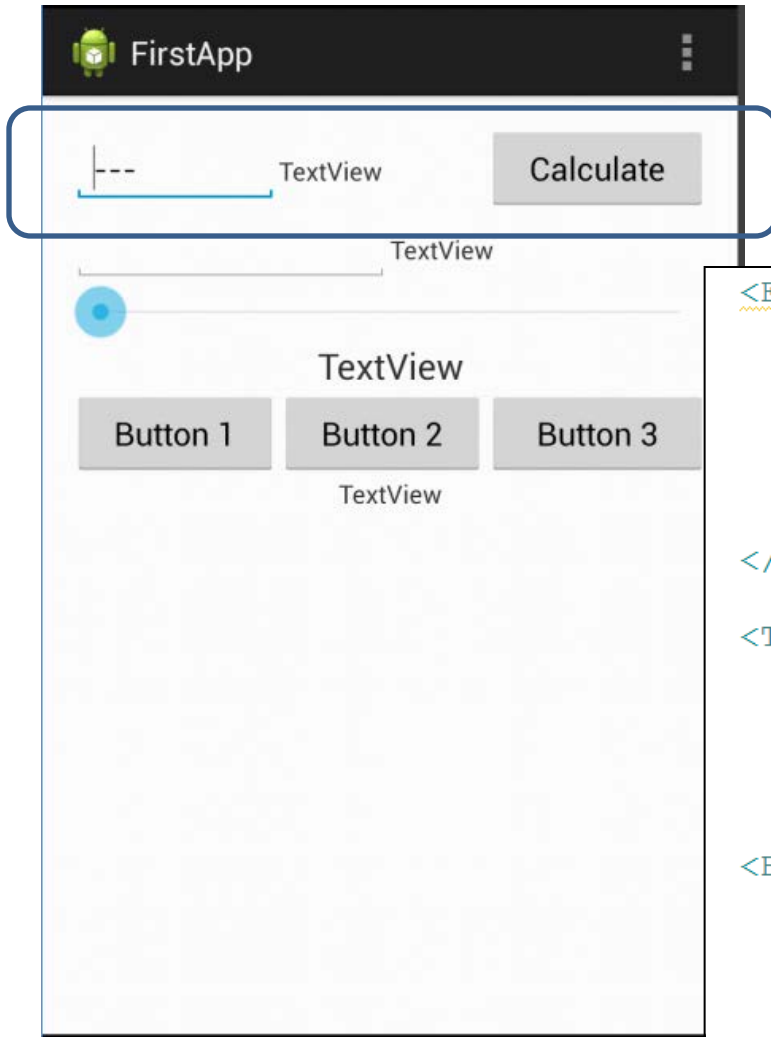 FirstApp
--- TextView Calculate
TextView
<E
TextView
</
Button 1 Button 2 Button 3
TextView
<T
<E